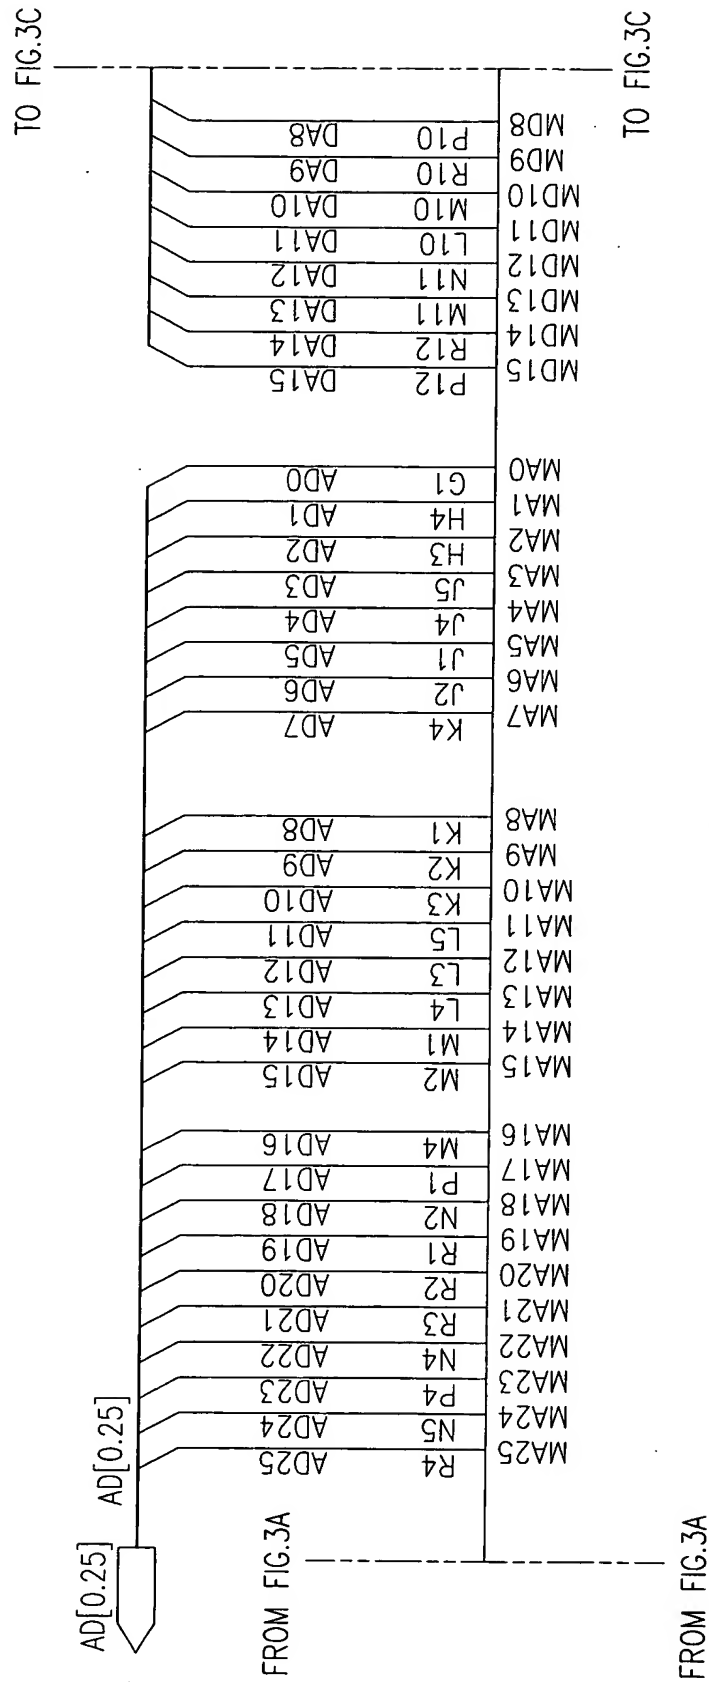 TO FIG.3C
TO FIG.3C
DA8 P10 MD8
DA9 R10 MD9
DA10 M10 MD10
DA11 L10 MD11
DA12 N11 MD12
DA13 M11 MD13
DA14 R12 MD14
DA15 P12 MD15
AD0 G1 MA0
AD1 H4 MA1
AD2 H3 MA2
AD3 J5 MA3
AD4 J4 MA4
AD5 J1 MA5
AD6 J2 MA6
AD7 K4 MA7
AD8 K1 MA8
AD9 K2 MA9
AD10 K3 MA10
AD11 L5 MA11
AD12 L3 MA12
AD13 L4 MA13
AD14 M1 MA14
AD15 M2 MA15
AD16 M4 MA16
AD17 P1 MA17
AD18 N2 MA18
AD19 R1 MA19
AD20 R2 MA20
AD21 R3 MA21
AD22 N4 MA22
AD23 P4 MA23
AD24 N5 MA24
AD25 R4 MA25
AD[0.25]
AD[0.25]
FROM FIG.3A
FROM FIG.3A